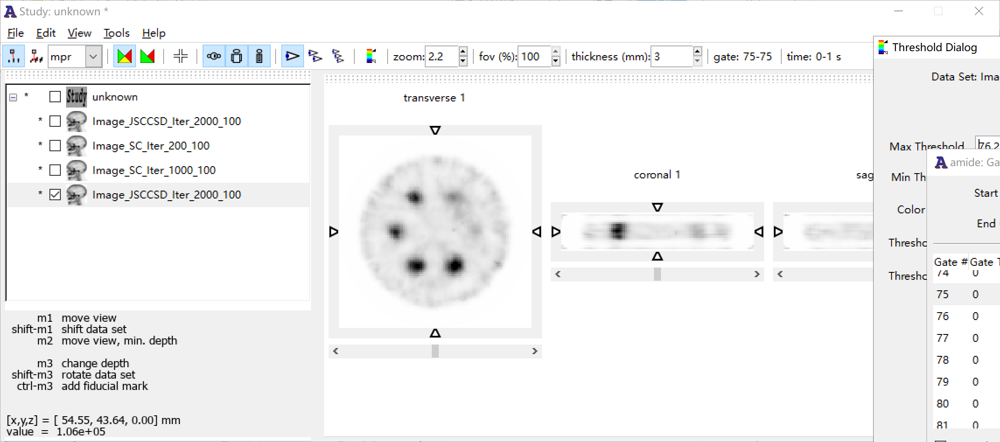 Study: unknown *
File Edit View Tools Help
mpr zoom: 2.2 fov (%): 100 thickness (mm): 3 gate: 75-75 time: 0-1 s
* Study unknown
* Image_JSCCSD_Iter_2000_100
* Image_SC_Iter_200_100
* Image_SC_Iter_1000_100
* Image_JSCCSD_Iter_2000_100
m1 move view
shift-m1 shift data set
m2 move view, min. depth
m3 change depth
shift-m3 rotate data set
ctrl-m3 add fiducial mark
[x,y,z] = [ 54.55, 43.64, 0.00] mm
value = 1.06e+05
transverse 1
coronal 1
sag
Threshold Dialog
Data Set: Ima
Max Threshold 76.2
Min Th
Color
Thresho
Thresho
amide: Ga
Start
End
Gate # Gate T
74 0
75 0
76 0
77 0
78 0
79 0
80 0
81 0